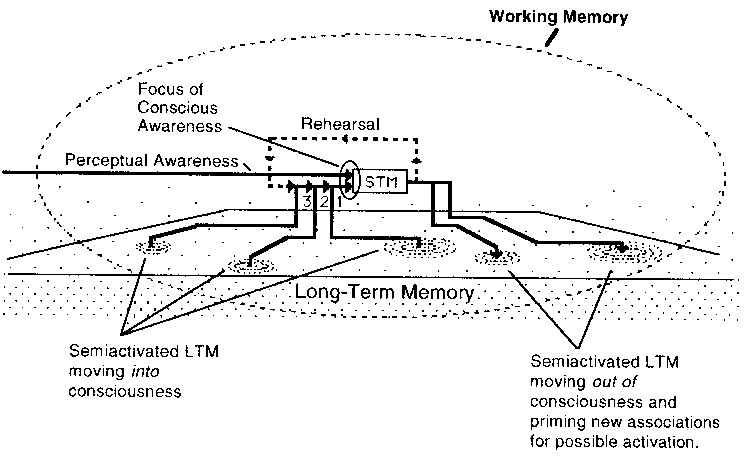 Working Memory
Focus of
Conscious
Awareness
Rehearsal
Perceptual Awareness
STM
3 2 1
Long-Term Memory
Semiactivated LTM
moving into
consciousness
Semiactivated LTM
moving out of
consciousness and
priming new associations
for possible activation.